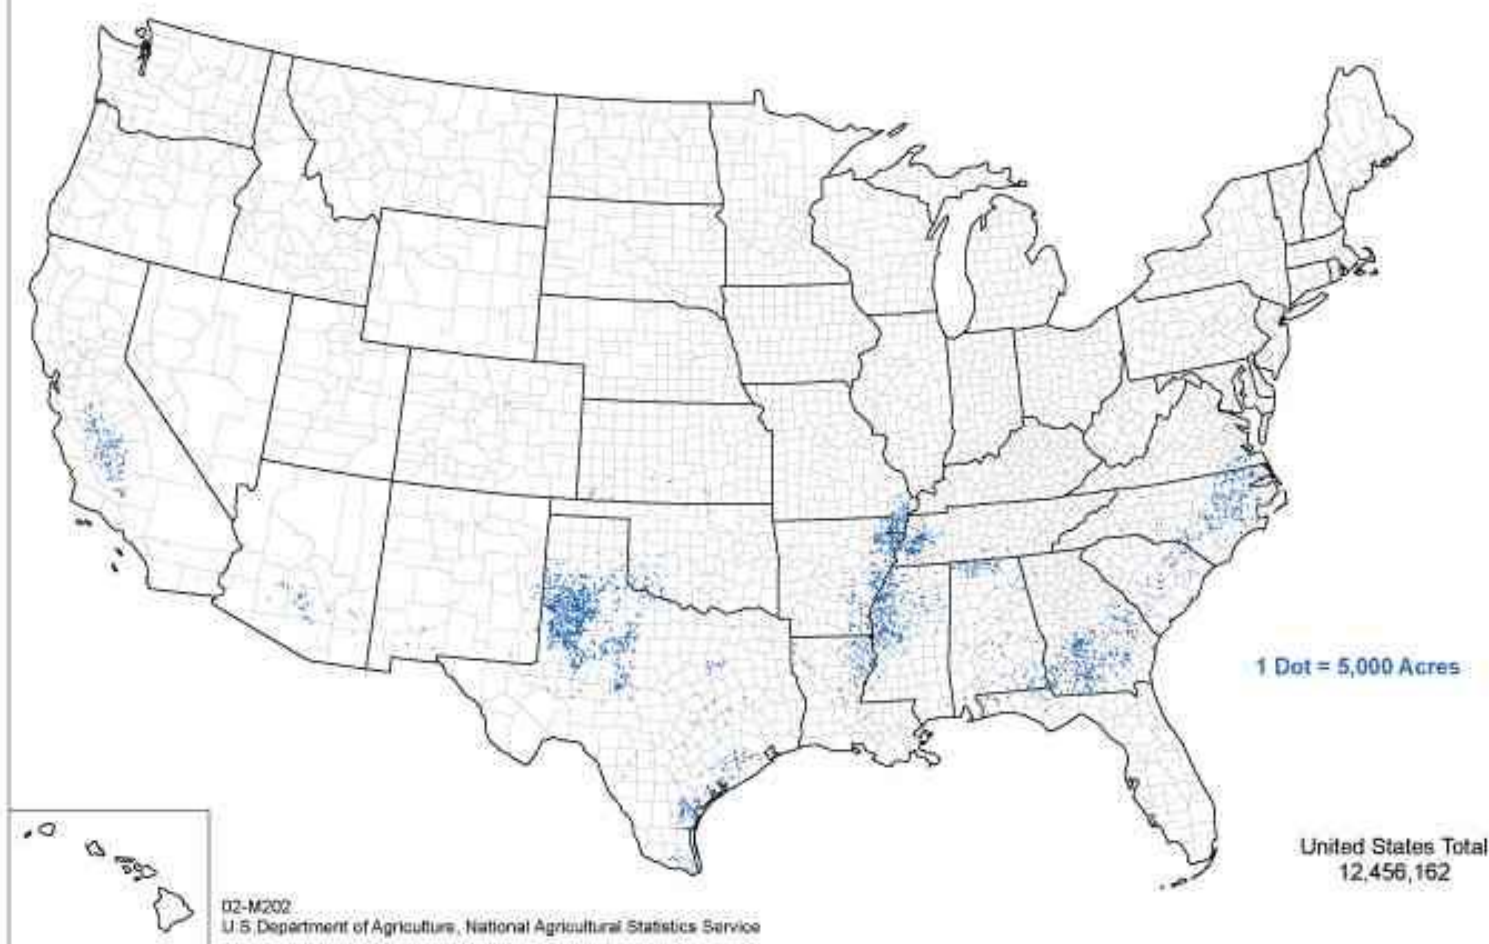 1 Dot = 5,000 Acres
United States Total
12,456,162
02-M202
U.S.Department of Agriculture, National Agricultural Statistics Service